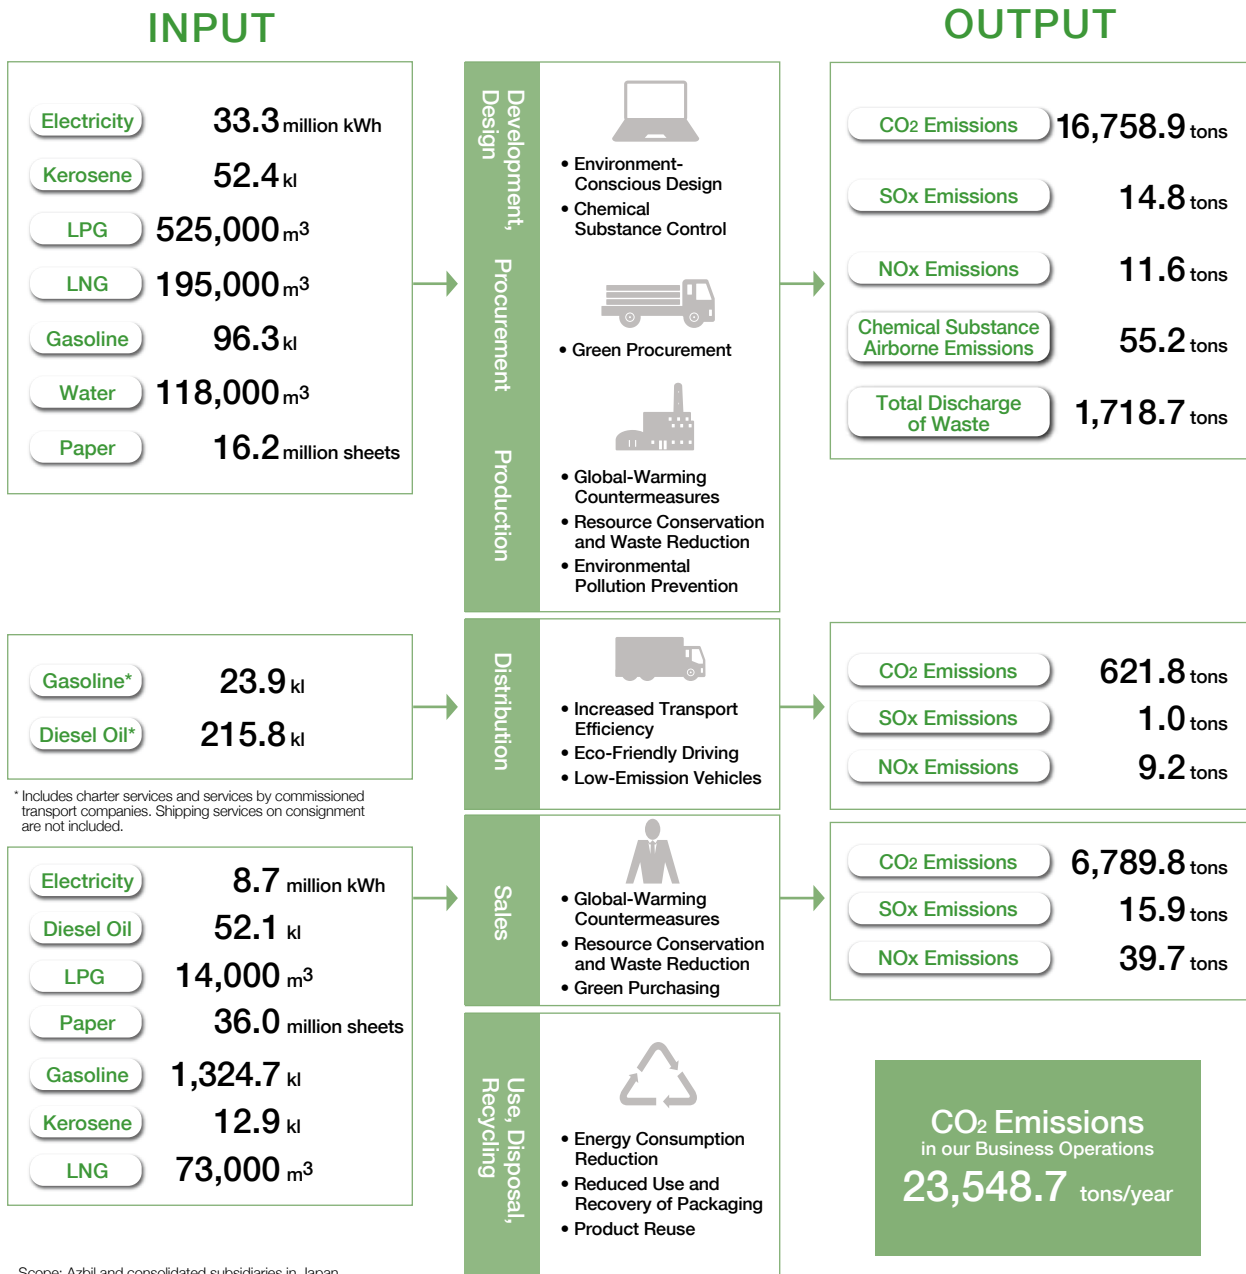 INPUT
Electricity 33.3 million kWh
Kerosene 52.4 kl
LPG 525,000 m3
LNG 195,000 m3
Gasoline 96.3 kl
Water 118,000 m3
Paper 16.2 million sheets
Gasoline* 23.9 kl
Diesel Oil* 215.8 kl
* Includes charter services and services by commissioned
transport companies. Shipping services on consignment
are not included.
Electricity 8.7 million kWh
Diesel Oil 52.1 kl
LPG 14,000 m3
Paper 36.0 million sheets
Gasoline 1,324.7 kl
Kerosene 12.9 kl
LNG 73,000 m3
Scope: Azbil and consolidated subsidiaries in Japan
Development,
Design
• Environment-
Conscious Design
• Chemical
Substance Control
Procurement
• Green Procurement
Production
• Global-Warming
Countermeasures
• Resource Conservation
and Waste Reduction
• Environmental
Pollution Prevention
Distribution
• Increased Transport
Efficiency
• Eco-Friendly Driving
• Low-Emission Vehicles
Sales
• Global-Warming
Countermeasures
• Resource Conservation
and Waste Reduction
• Green Purchasing
Use, Disposal,
Recycling
• Energy Consumption
Reduction
• Reduced Use and
Recovery of Packaging
• Product Reuse
OUTPUT
CO2 Emissions 16,758.9 tons
SOx Emissions 14.8 tons
NOx Emissions 11.6 tons
Chemical Substance
Airborne Emissions 55.2 tons
Total Discharge
of Waste 1,718.7 tons
CO2 Emissions 621.8 tons
SOx Emissions 1.0 tons
NOx Emissions 9.2 tons
CO2 Emissions 6,789.8 tons
SOx Emissions 15.9 tons
NOx Emissions 39.7 tons
CO2 Emissions
in our Business Operations
23,548.7 tons/year